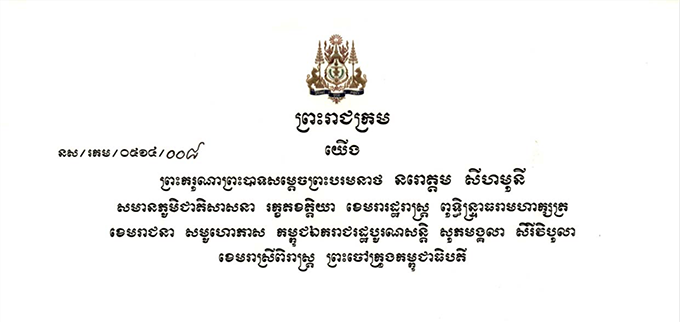 ព្រះរាជក្រម
យើង
នស/រកម/០៥៦៤/០០៨
ព្រះករុណាព្រះបាទសម្តេចព្រះបរមនាថ នរោត្តម សីហមុនី
សមានភូមិជាតិសាសនា រក្ខតខត្តិយា ខេមរារដ្ឋរាស្ត្រ ពុទ្ធិន្ទ្រាធរាមហាក្សត្រ
ខេមរាជនា សមូហោភាស កម្ពុជឯករាជរដ្ឋបូរណសន្តិ សុភមង្គលា សិរីវិបុលា
ខេមរាស្រីពិរាស្ត្រ ព្រះចៅក្រុងកម្ពុជាធិបតី